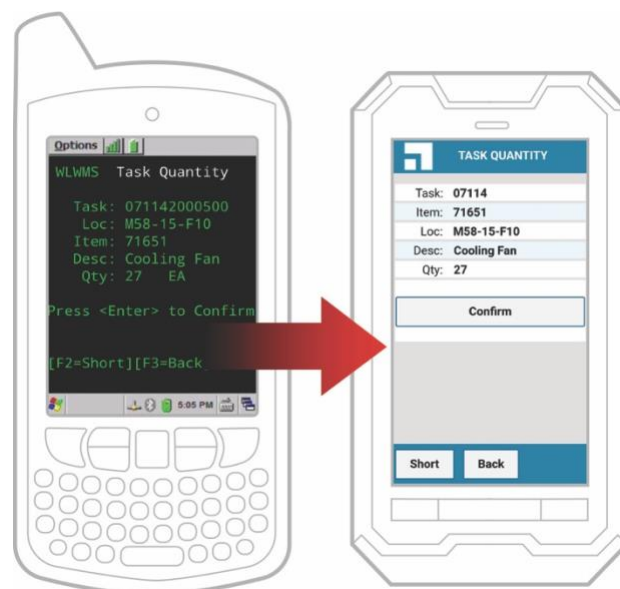 Options
WLWMS Task Quantity
Task: 071142000500
Loc: M58-15-F10
Item: 71651
Desc: Cooling Fan
Qty: 27 EA
Press <Enter> to Confirm
[F2=Short][F3=Back
5:05 PM
TASK QUANTITY
Task: 07114
Item: 71651
Loc: M58-15-F10
Desc: Cooling Fan
Qty: 27
Confirm
Short Back